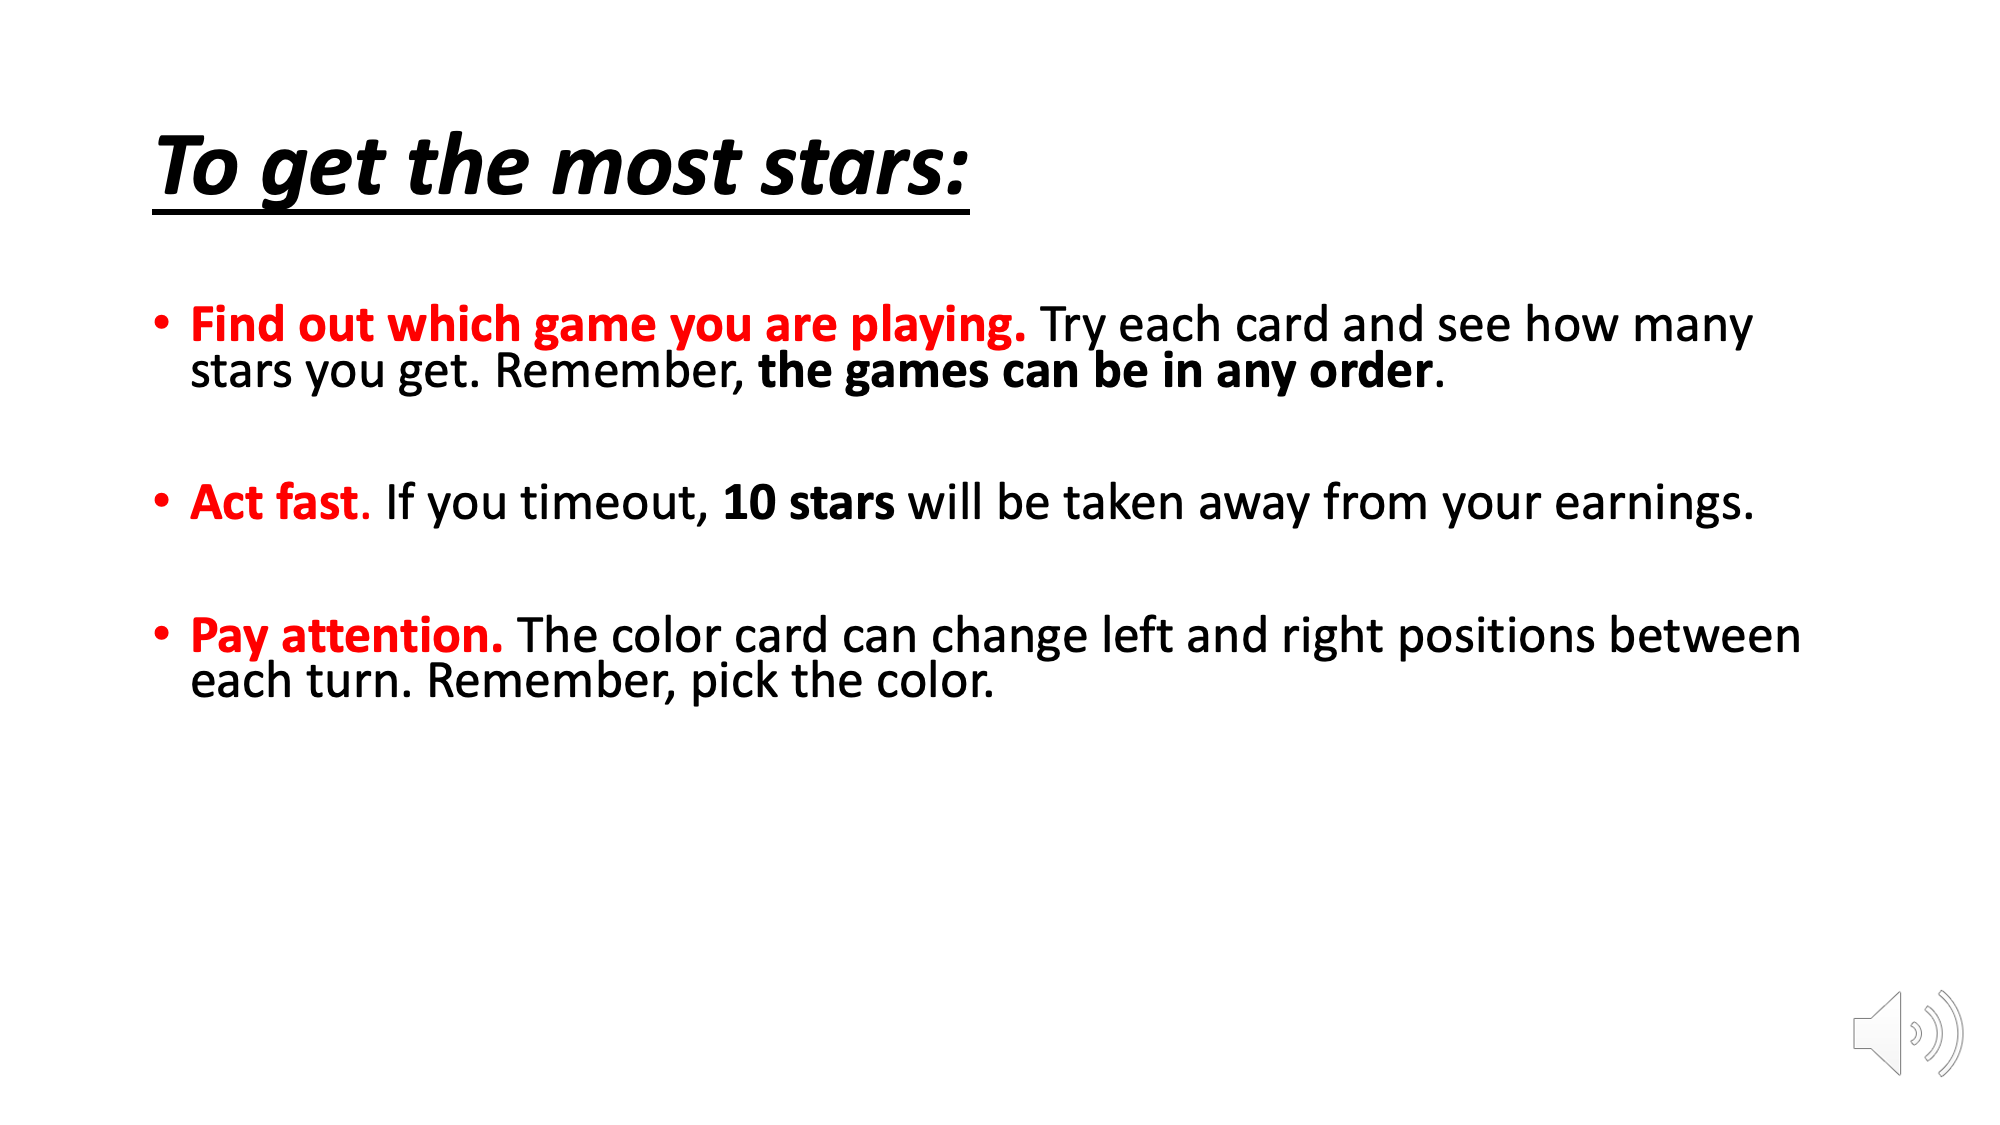 To get the most stars:
• Find out which game you are playing. Try each card and see how many
stars you get. Remember, the games can be in any order.
• Act fast. If you timeout, 10 stars will be taken away from your earnings.
• Pay attention. The color card can change left and right positions between
each turn. Remember, pick the color.